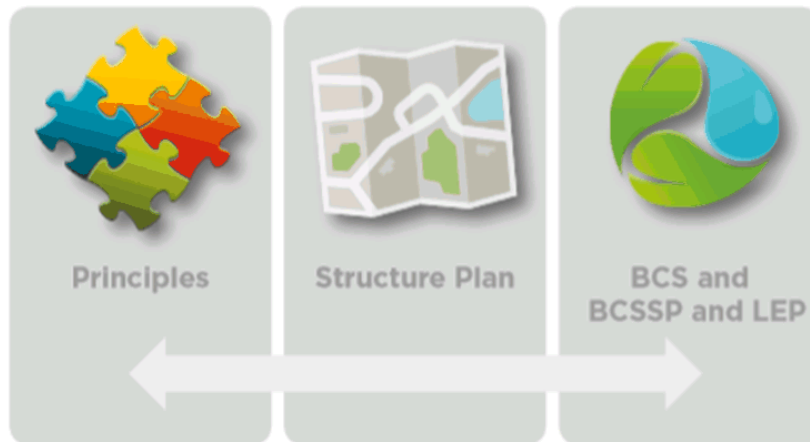 Principles
Structure Plan
BCS and
BCSSP and LEP